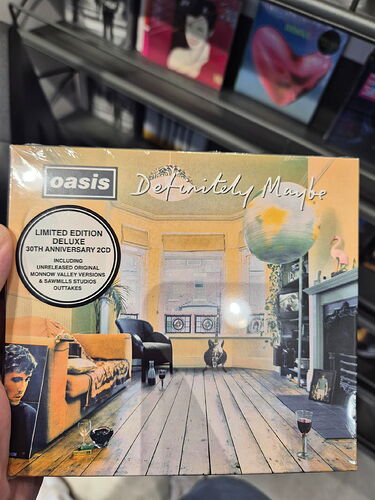 oasis
Definitely Maybe
LIMITED EDITION
DELUXE
30TH ANNIVERSARY 2CD
INCLUDING
UNRELEASED ORIGINAL
MONNOW VALLEY VERSIONS
& SAWMILLS STUDIOS
OUTTAKES